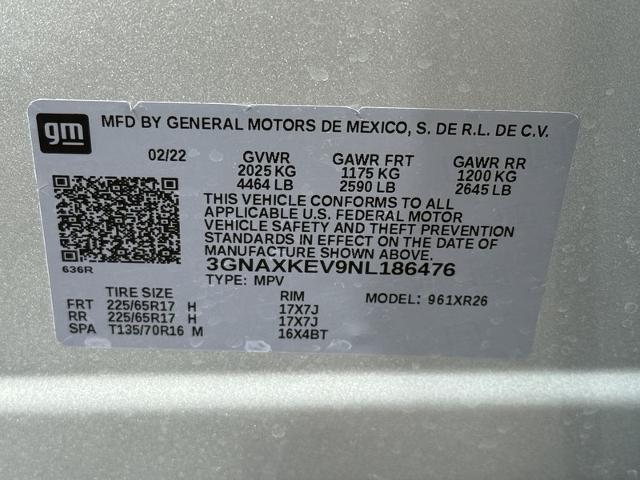 gm MFD BY GENERAL MOTORS DE MEXICO, S. DE R.L. DE C.V.
02/22 GVWR GAWR FRT GAWR RR
2025 KG 1175 KG 1200 KG
4464 LB 2590 LB 2645 LB
THIS VEHICLE CONFORMS TO ALL
APPLICABLE U.S. FEDERAL MOTOR
VEHICLE SAFETY AND THEFT PREVENTION
STANDARDS IN EFFECT ON THE DATE OF
MANUFACTURE SHOWN ABOVE.
636R 3GNAXKEV9NL186476
TYPE: MPV
TIRE SIZE RIM MODEL: 961XR26
FRT 225/65R17 H 17X7J
RR 225/65R17 H 17X7J
SPA T135/70R16 M 16X4BT